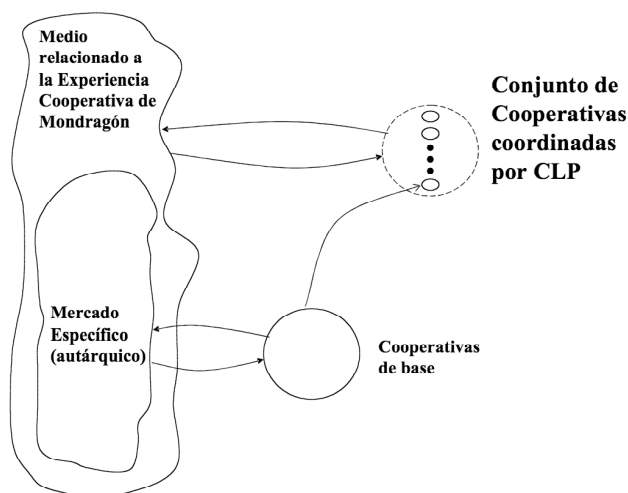 Medio
relacionado a
la Experiencia
Cooperativa de
Mondragón
Conjunto de
Cooperativas
coordinadas
por CLP
Mercado
Específico
(autárquico)
Cooperativas
de base